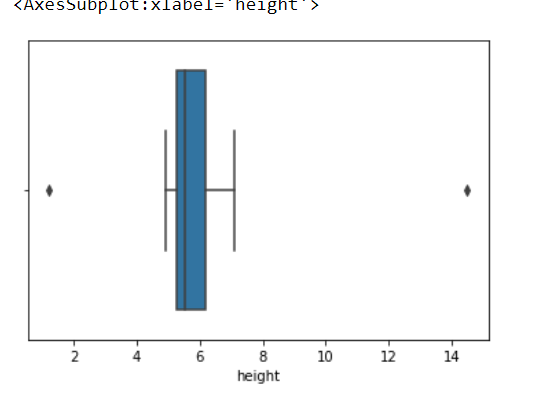 <AxesSubplot:xlabel='height'>
2 4 6 8 10 12 14
height